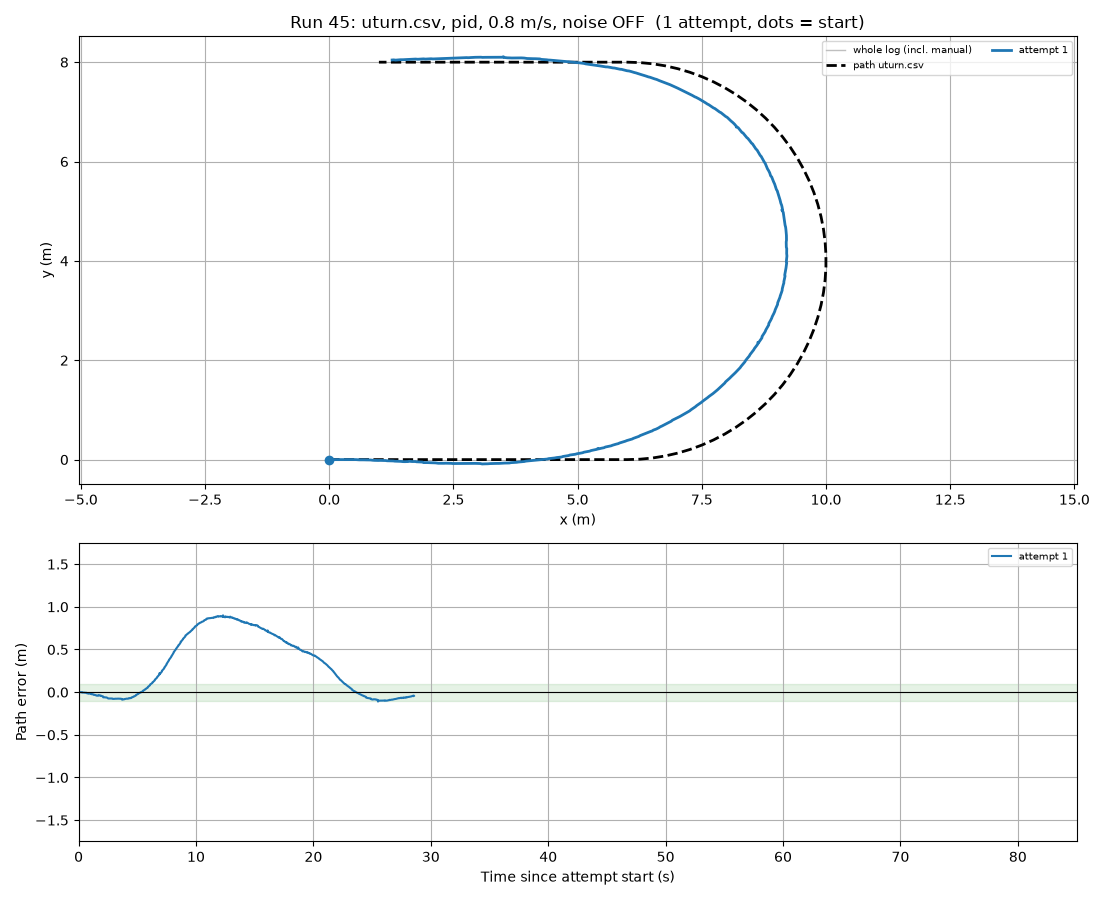 Run 45: uturn.csv, pid, 0.8 m/s, noise OFF  (1 attempt, dots = start)
whole log (incl. manual)
path uturn.csv
attempt 1
8
6
4
2
0
y (m)
−5.0 −2.5 0.0 2.5 5.0 7.5 10.0 12.5 15.0
x (m)
attempt 1
1.5
1.0
0.5
0.0
−0.5
−1.0
−1.5
Path error (m)
0 10 20 30 40 50 60 70 80
Time since attempt start (s)